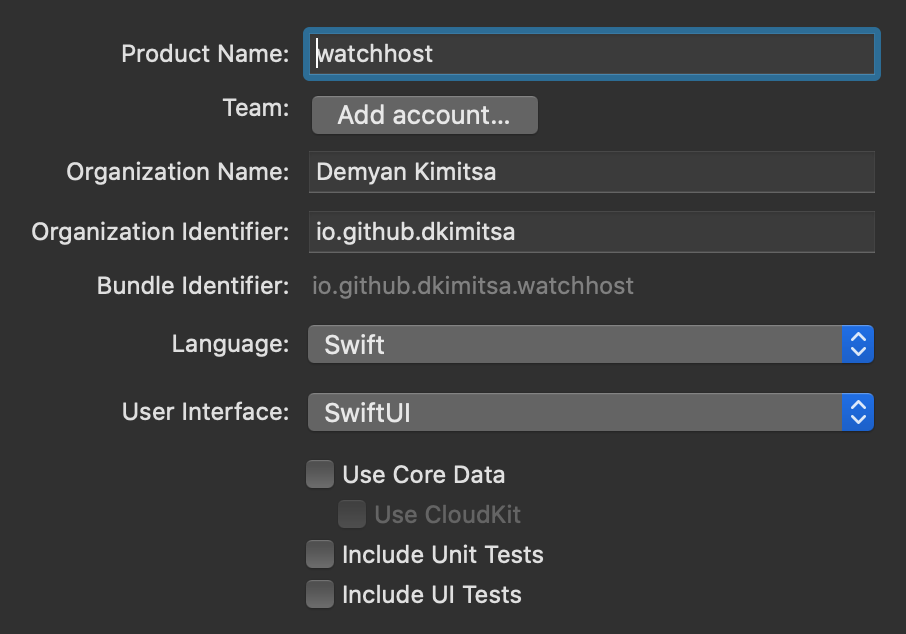 Product Name: watchhost
Team: Add account...
Organization Name: Demyan Kimitsa
Organization Identifier: io.github.dkimitsa
Bundle Identifier: io.github.dkimitsa.watchhost
Language: Swift
User Interface: SwiftUI
Use Core Data
Use CloudKit
Include Unit Tests
Include UI Tests